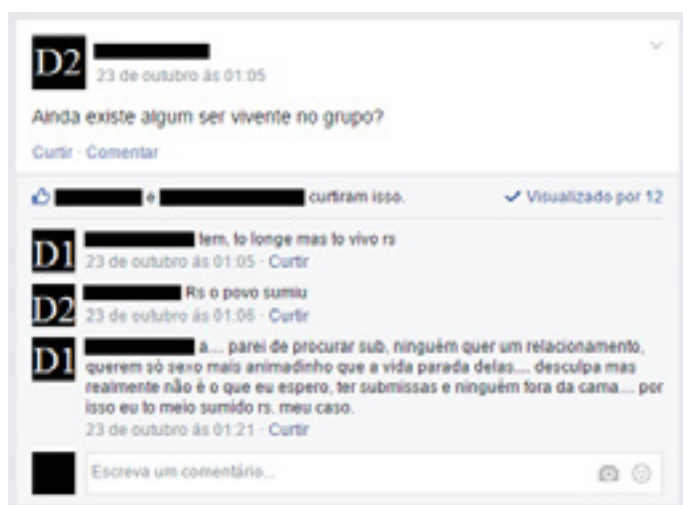 D2
23 de outubro às 01:05
Ainda existe algum ser vivente no grupo?
Curtir · Comentar
e curtiram isso. Visualizado por 12
D1 tem, to longe mas to vivo rs
23 de outubro às 01:05 · Curtir
D2 Rs o povo sumiu
23 de outubro às 01:06 · Curtir
D1 a.... parei de procurar sub, ninguém quer um relacionamento,
querem só sexo mais animadinho que a vida parada delas.... desculpa mas
realmente não é o que eu espero, ter submissas e ninguém fora da cama.... por
isso eu to meio sumido rs. meu caso.
23 de outubro às 01:21 · Curtir
Escreva um comentário...